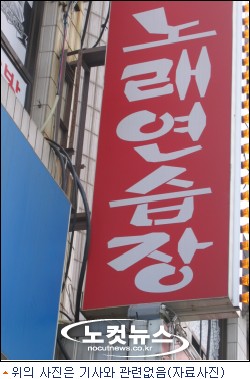 노래연습장
노컷뉴스
nocutnews.co.kr
위의 사진은 기사와 관련없음(자료사진)